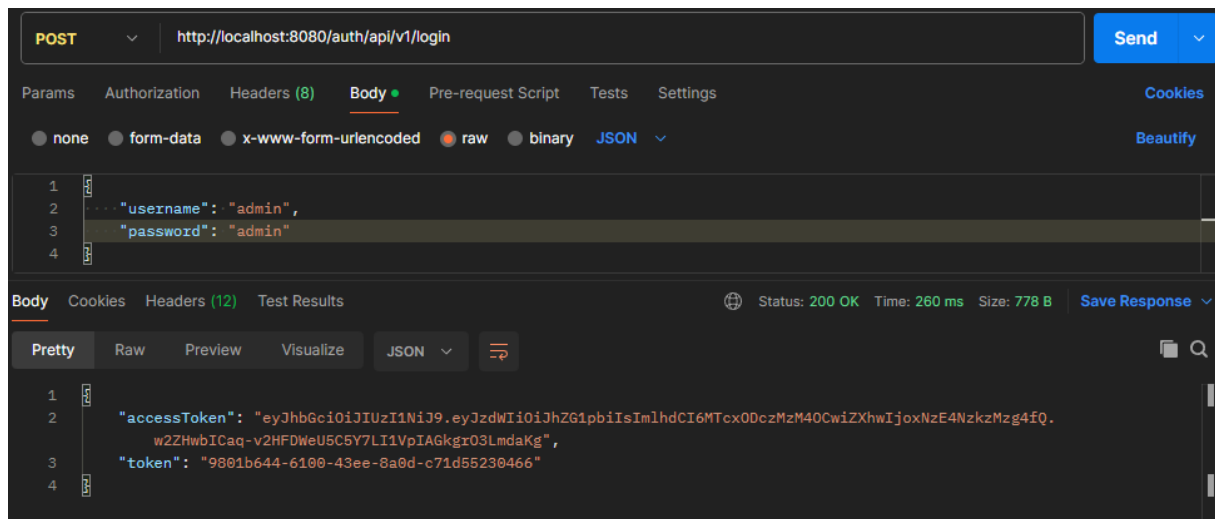 POST http://localhost:8080/auth/api/v1/login Send
Params Authorization Headers (8) Body Pre-request Script Tests Settings Cookies
none form-data x-www-form-urlencoded raw binary JSON Beautify
1 {
2 "username": "admin",
3 "password": "admin"
4 }
Body Cookies Headers (12) Test Results Status: 200 OK Time: 260 ms Size: 778 B Save Response
Pretty Raw Preview Visualize JSON
1 {
2 "accessToken": "eyJhbGciOiJIUzI1NiJ9.eyJzdWIiOiJhZG1pbiIsImlhdCI6MTcxODczMzM4OCwiZXhwIjoxNzE4NzkzMzg4fQ.
w2ZHwbICaq-v2HFDWeU5C5Y7LI1VpIAGkgrO3LmdaKg",
3 "token": "9801b644-6100-43ee-8a0d-c71d55230466"
4 }